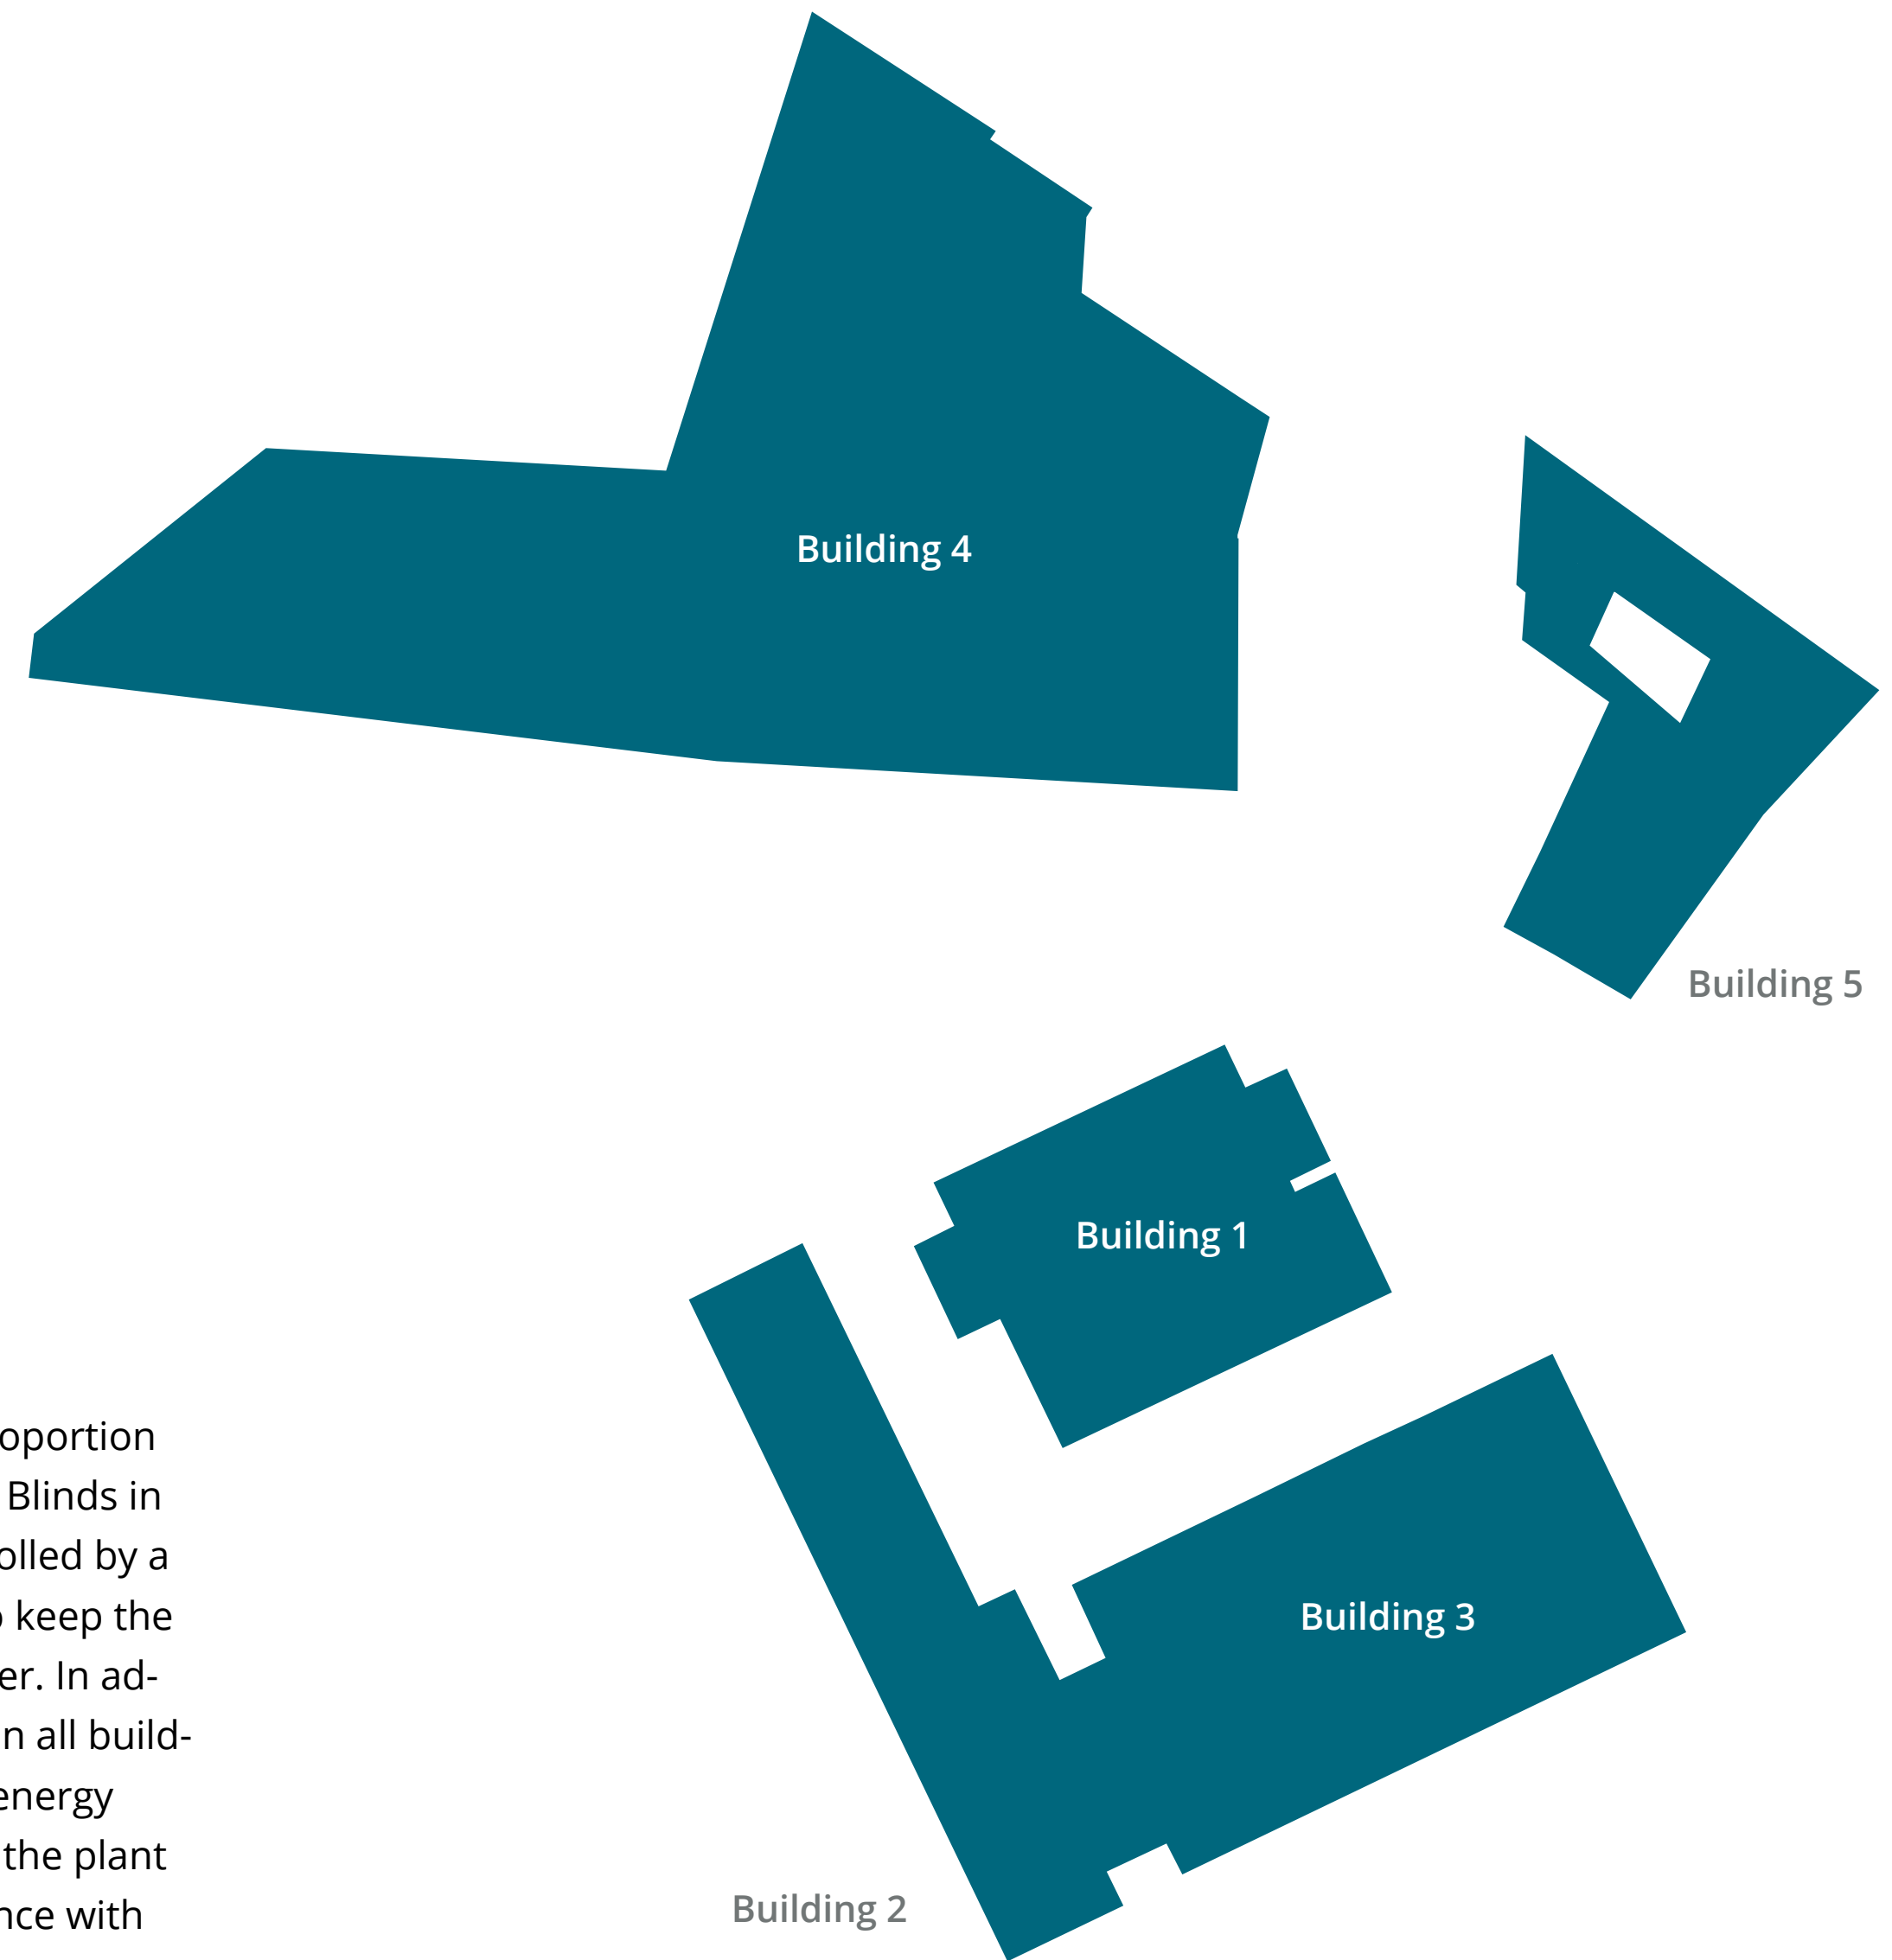 Building 4
Building 5
Building 1
Building 3
Building 2
oportion
Blinds in
olled by a
keep the
er. In ad-
n all build-
energy
the plant
nce with